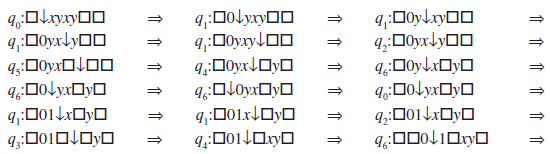 q₀:□↓xyxy□□ ⇒ q₁:□0↓yxy□□ ⇒ q₁:□0y↓xy□□ ⇒
q₁:□0yx↓y□□ ⇒ q₁:□0yxy↓□□ ⇒ q₂:□0yx↓y□□ ⇒
q₅:□0yx□↓□□ ⇒ q₄:□0yx↓□y□ ⇒ q₆:□0y↓x□y□ ⇒
q₆:□0↓yx□y□ ⇒ q₆:□↓0yx□y□ ⇒ q₀:□0↓yx□y□ ⇒
q₁:□01↓x□y□ ⇒ q₁:□01x↓□y□ ⇒ q₂:□01↓x□y□ ⇒
q₃:□01□↓□y□ ⇒ q₄:□01↓□xy□ ⇒ q₆:□□0↓1□xy□ ⇒